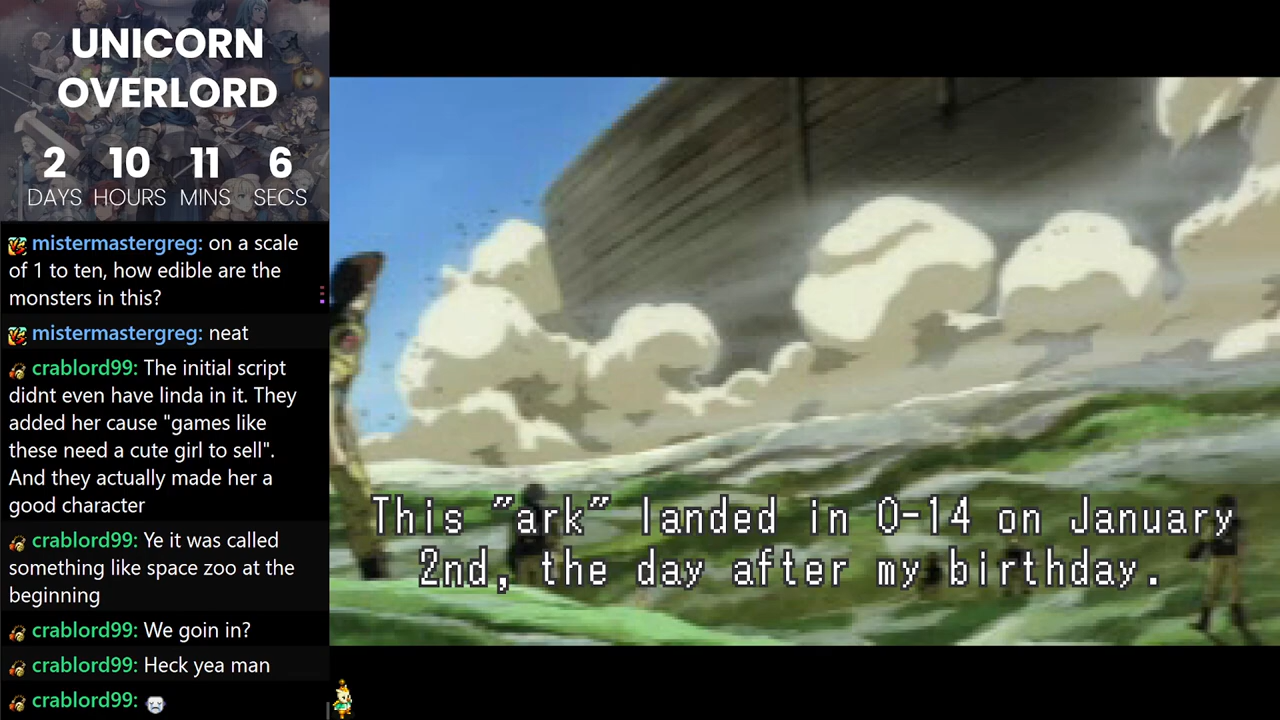 UNICORN
OVERLORD
2 10 11 6
DAYS HOURS MINS SECS
mistermastergreg: on a scale
of 1 to ten, how edible are the
monsters in this?
mistermastergreg: neat
crablord99: The initial script
didnt even have linda in it. They
added her cause "games like
these need a cute girl to sell".
And they actually made her a
good character
crablord99: Ye it was called
something like space zoo at the
beginning
crablord99: We goin in?
crablord99: Heck yea man
crablord99:
This "ark" landed in O-14 on January
2nd, the day after my birthday.